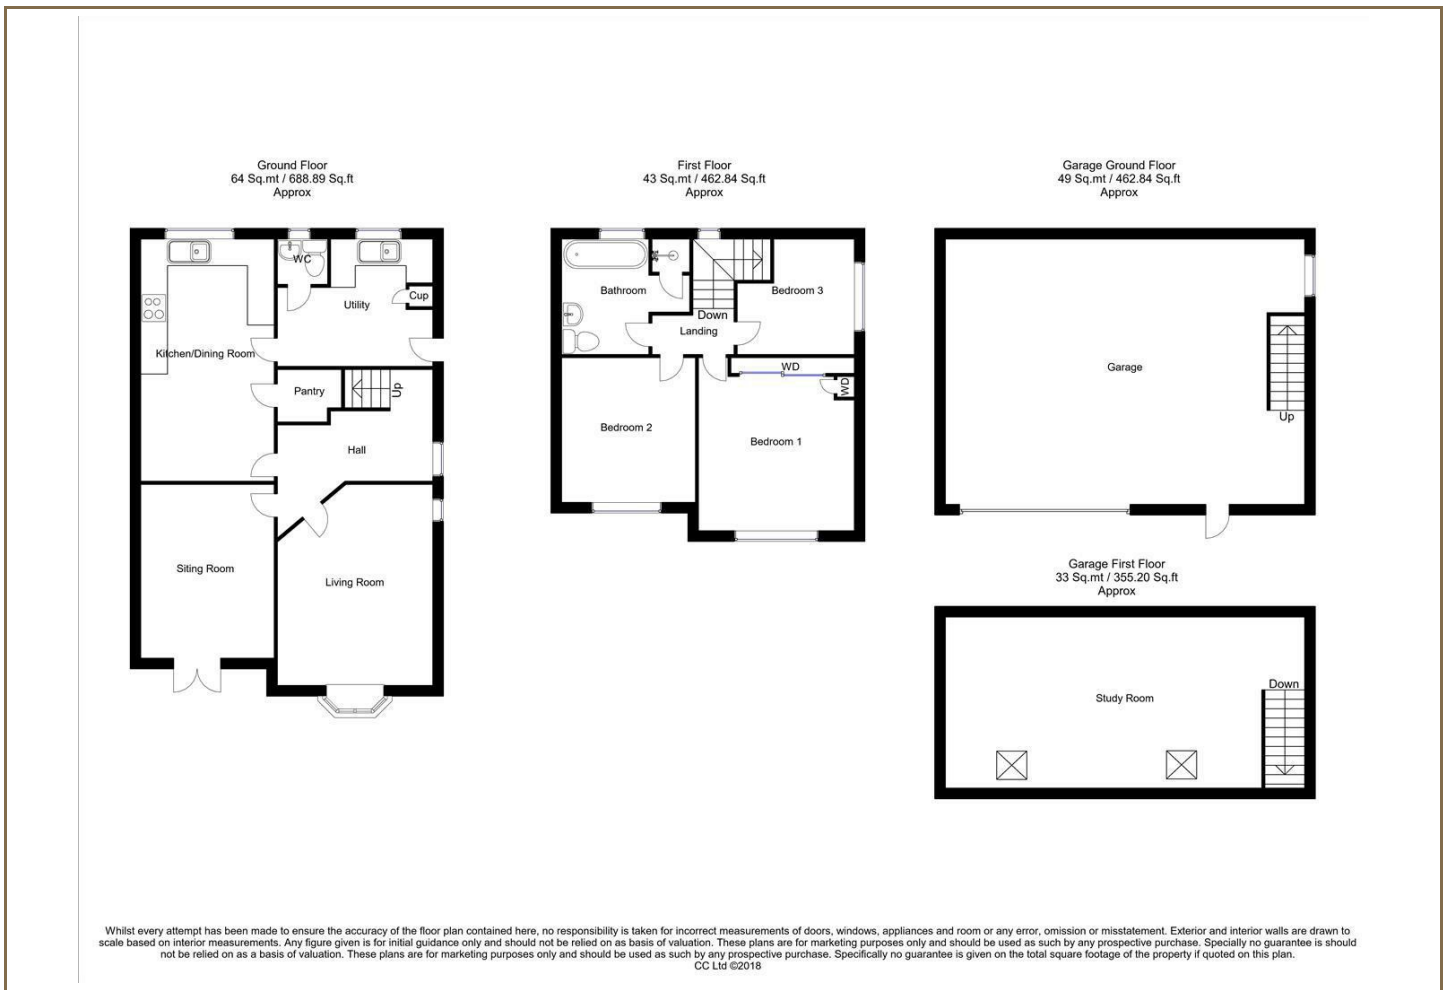 Ground Floor
64 Sq.mt / 688.89 Sq.ft
Approx
WC
Cup
Utility
Kitchen/Dining Room
Pantry
Up
Hall
Siting Room
Living Room
First Floor
43 Sq.mt / 462.84 Sq.ft
Approx
Bathroom
Bedroom 3
Down
Landing
WD
WD
Bedroom 2
Bedroom 1
Garage Ground Floor
49 Sq.mt / 462.84 Sq.ft
Approx
Garage
Up
Garage First Floor
33 Sq.mt / 355.20 Sq.ft
Approx
Down
Study Room
Whilst every attempt has been made to ensure the accuracy of the floor plan contained here, no responsibility is taken for incorrect measurements of doors, windows, appliances and room or any error, omission or misstatement. Exterior and interior walls are drawn to
scale based on interior measurements. Any figure given is for initial guidance only and should not be relied on as basis of valuation. These plans are for marketing purposes only and should be used as such by any prospective purchase. Specially no guarantee is should
not be relied on as a basis of valuation. These plans are for marketing purposes only and should be used as such by any prospective purchase. Specifically no guarantee is given on the total square footage of the property if quoted on this plan.
CC Ltd ©2018